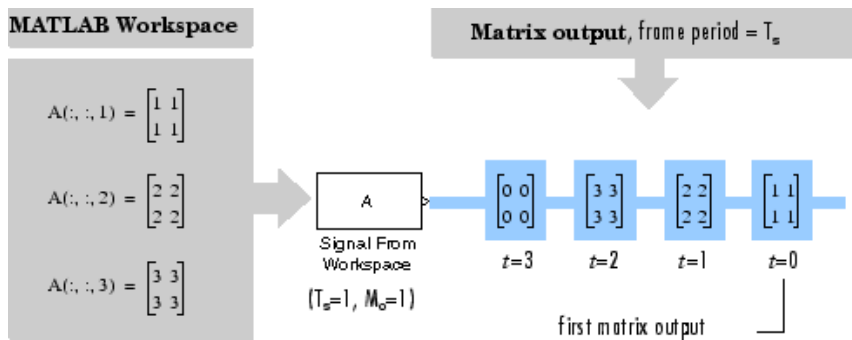 MATLAB Workspace
A(:, :, 1) = [1 1
1 1]
A(:, :, 2) = [2 2
2 2]
A(:, :, 3) = [3 3
3 3]
Matrix output, frame period = Tₛ
A
Signal From
Workspace
(Tₛ=1, Mₒ=1)
[0 0 [3 3 [2 2 [1 1
0 0] 3 3] 2 2] 1 1]
t=3 t=2 t=1 t=0
first matrix output